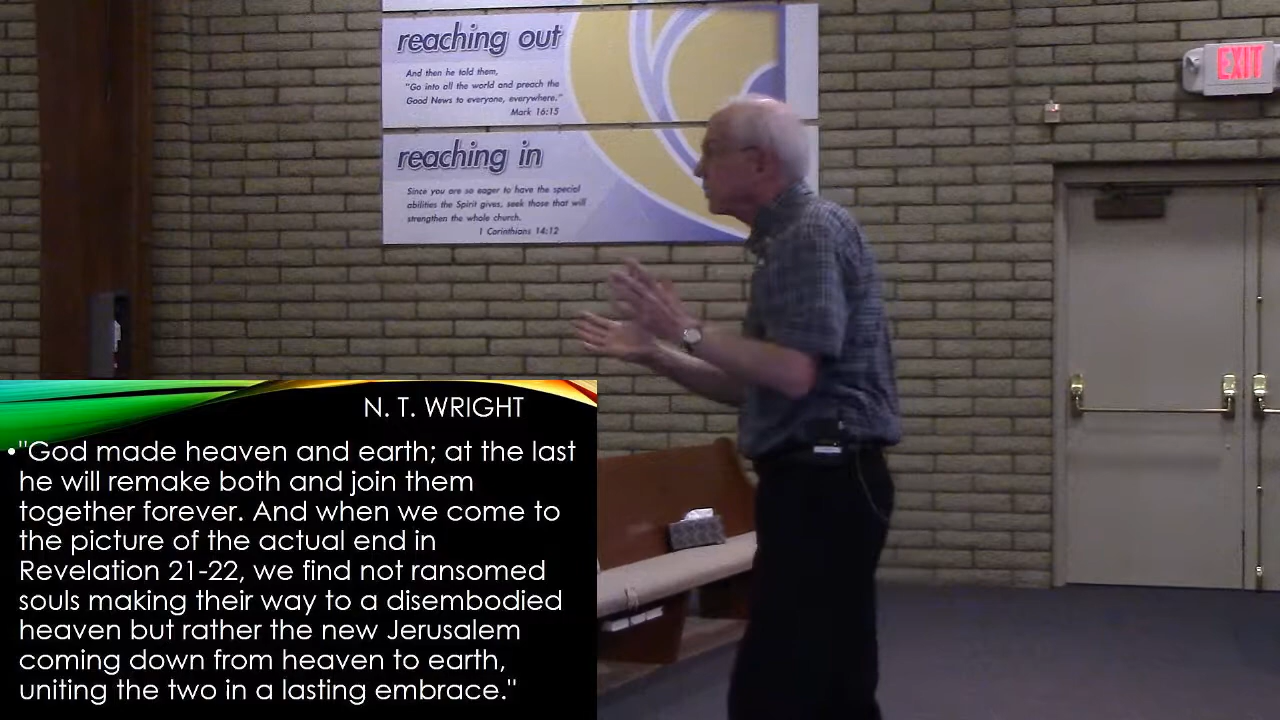 reaching out
And then he told them,
"Go into all the world and preach the
Good News to everyone, everywhere."
Mark 16:15
reaching in
Since you are so eager to have the special
abilities the Spirit gives, seek those that will
strengthen the whole church.
1 Corinthians 14:12
EXIT
N. T. WRIGHT
•"God made heaven and earth; at the last
he will remake both and join them
together forever. And when we come to
the picture of the actual end in
Revelation 21-22, we find not ransomed
souls making their way to a disembodied
heaven but rather the new Jerusalem
coming down from heaven to earth,
uniting the two in a lasting embrace."